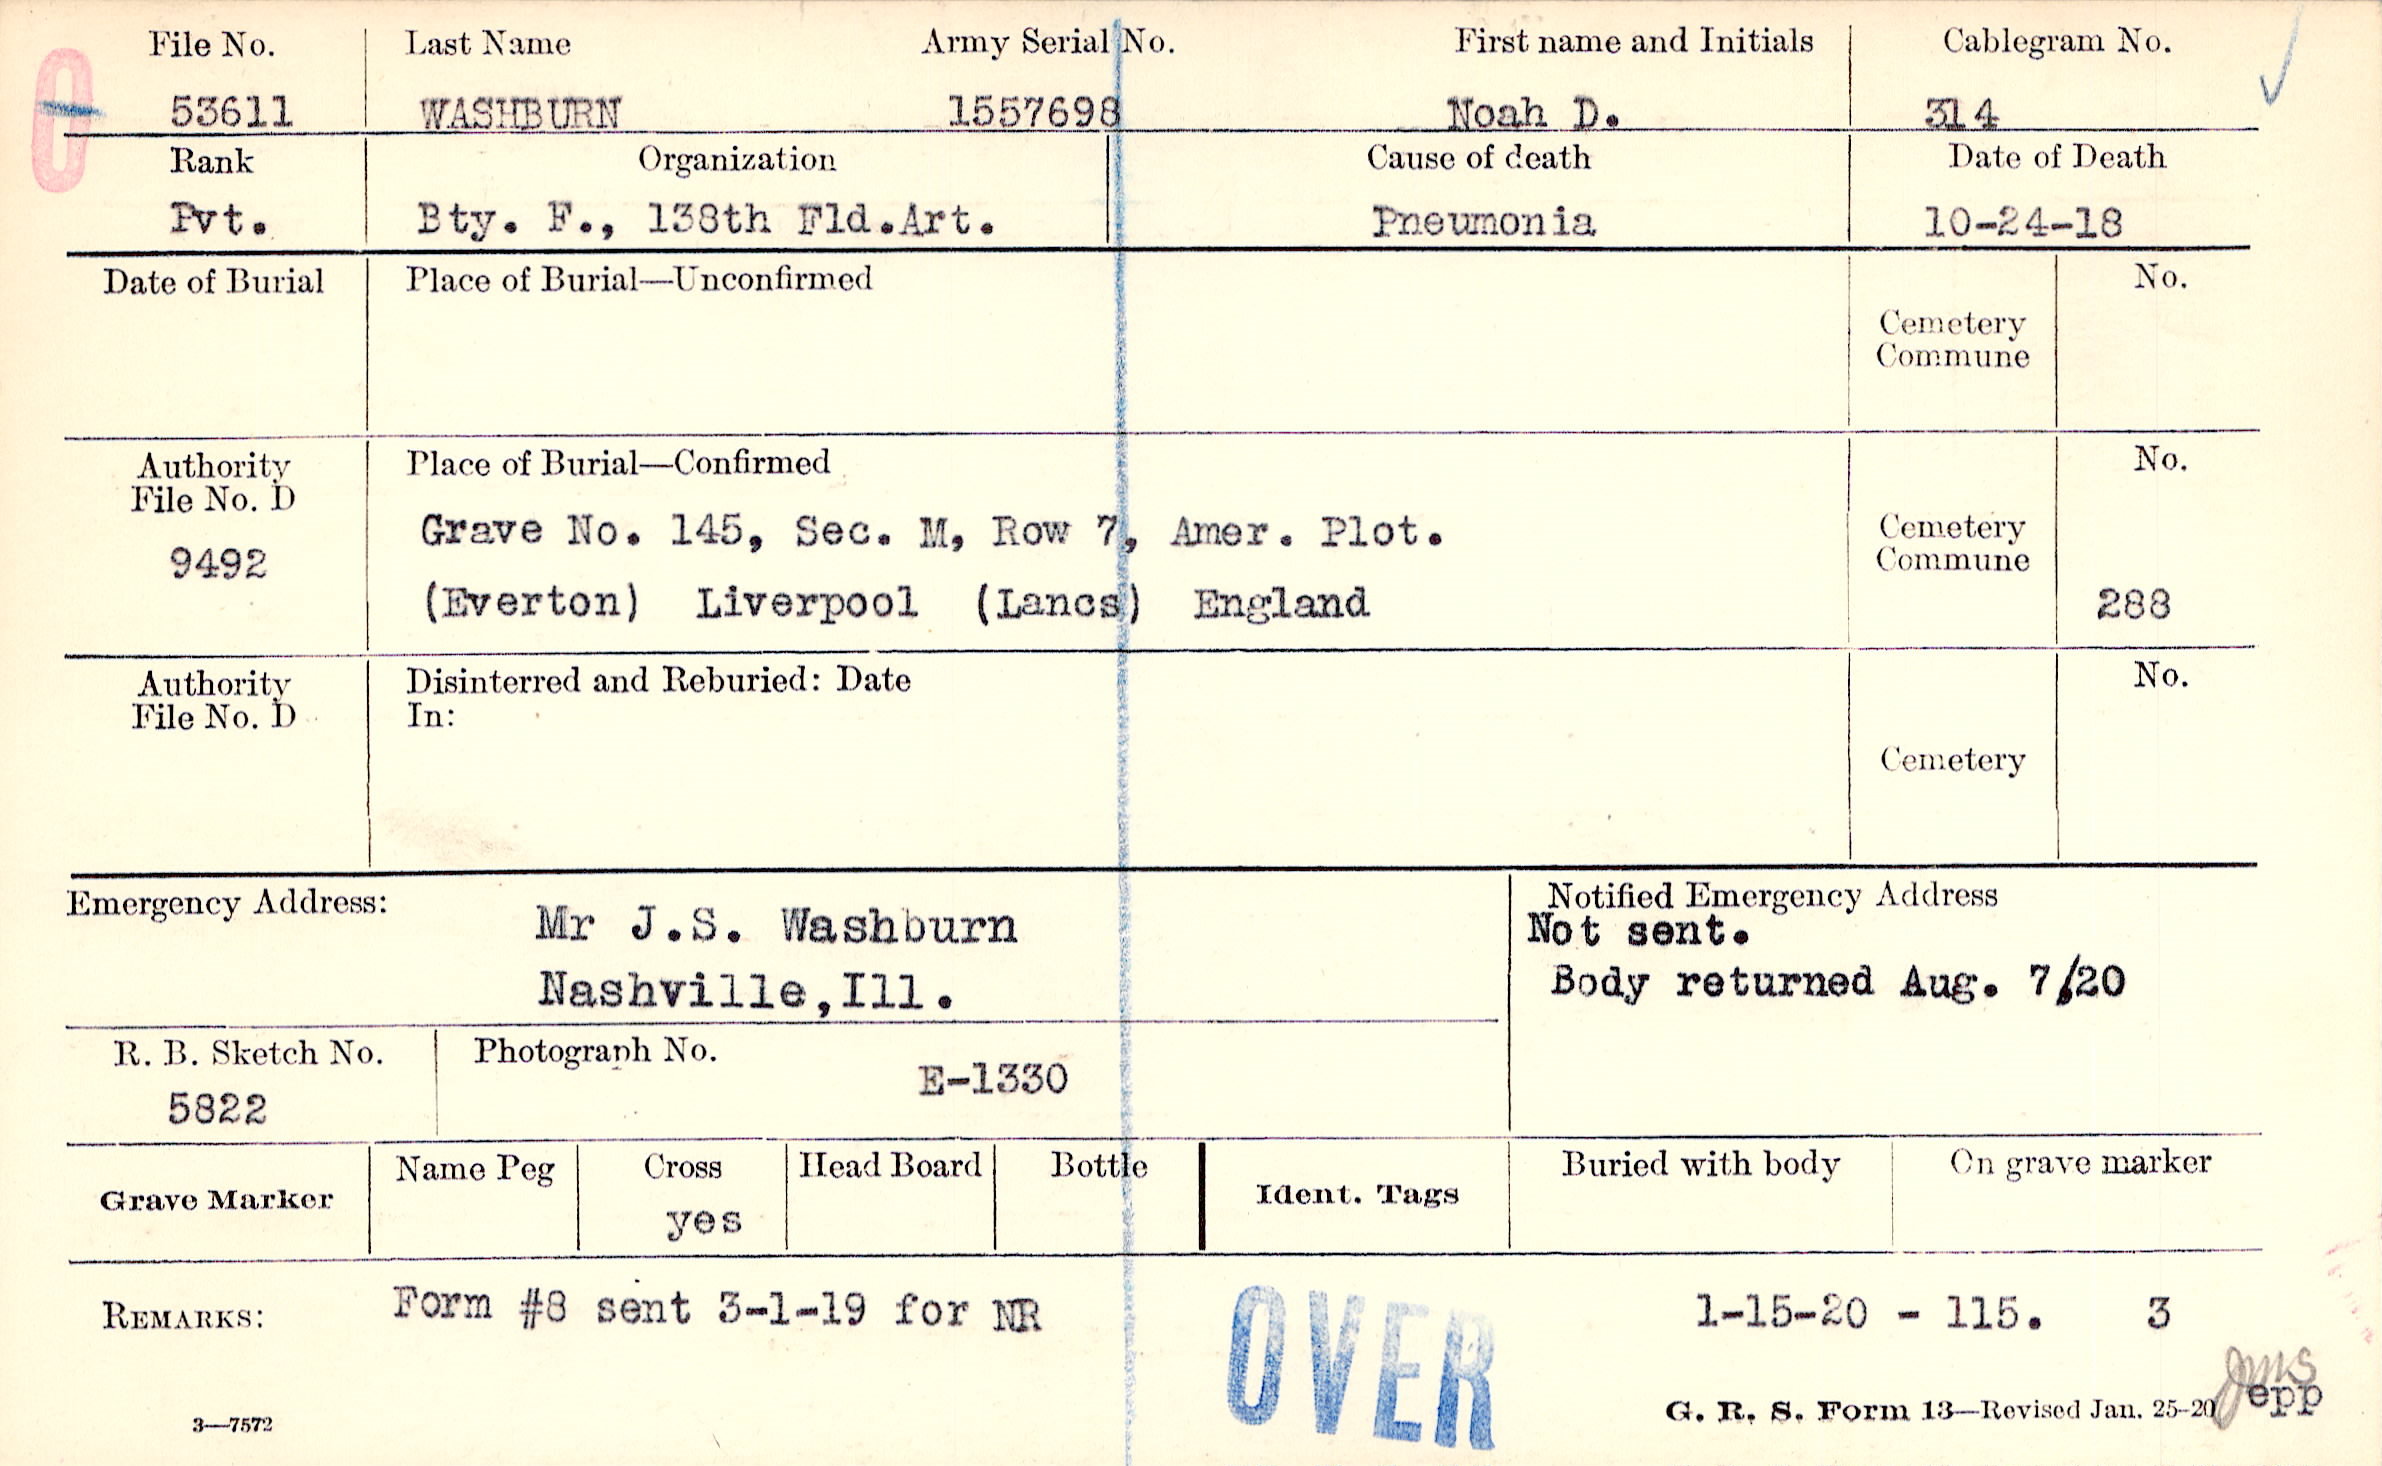 File No. Last Name Army Serial No. First name and Initials Cablegram No.
0 53611 WASHBURN 1557698 Noah D. 314
Rank Organization Cause of death Date of Death
Pvt. Bty. F., 138th Fld.Art. Pneumonia 10-24-18
Date of Burial Place of Burial—Unconfirmed No.
Cemetery
Commune
Authority Place of Burial—Confirmed No.
File No. D
Grave No. 145, Sec. M, Row 7, Amer. Plot. Cemetery
9492 Commune
(Everton) Liverpool (Lancs) England 288
Authority Disinterred and Reburied: Date No.
File No. D In:
Cemetery
Emergency Address: Notified Emergency Address
Mr J.S. Washburn Not sent.
Nashville,Ill. Body returned Aug. 7/20
R. B. Sketch No. Photograph No.
5822 E-1330
Grave Marker Name Peg Cross Head Board Bottle Ident. Tags Buried with body On grave marker
yes
REMARKS: Form #8 sent 3-1-19 for NR 1-15-20 - 115. 3
OVER
jms
3—7572 G. R. S. Form 13—Revised Jan. 25-20 epp